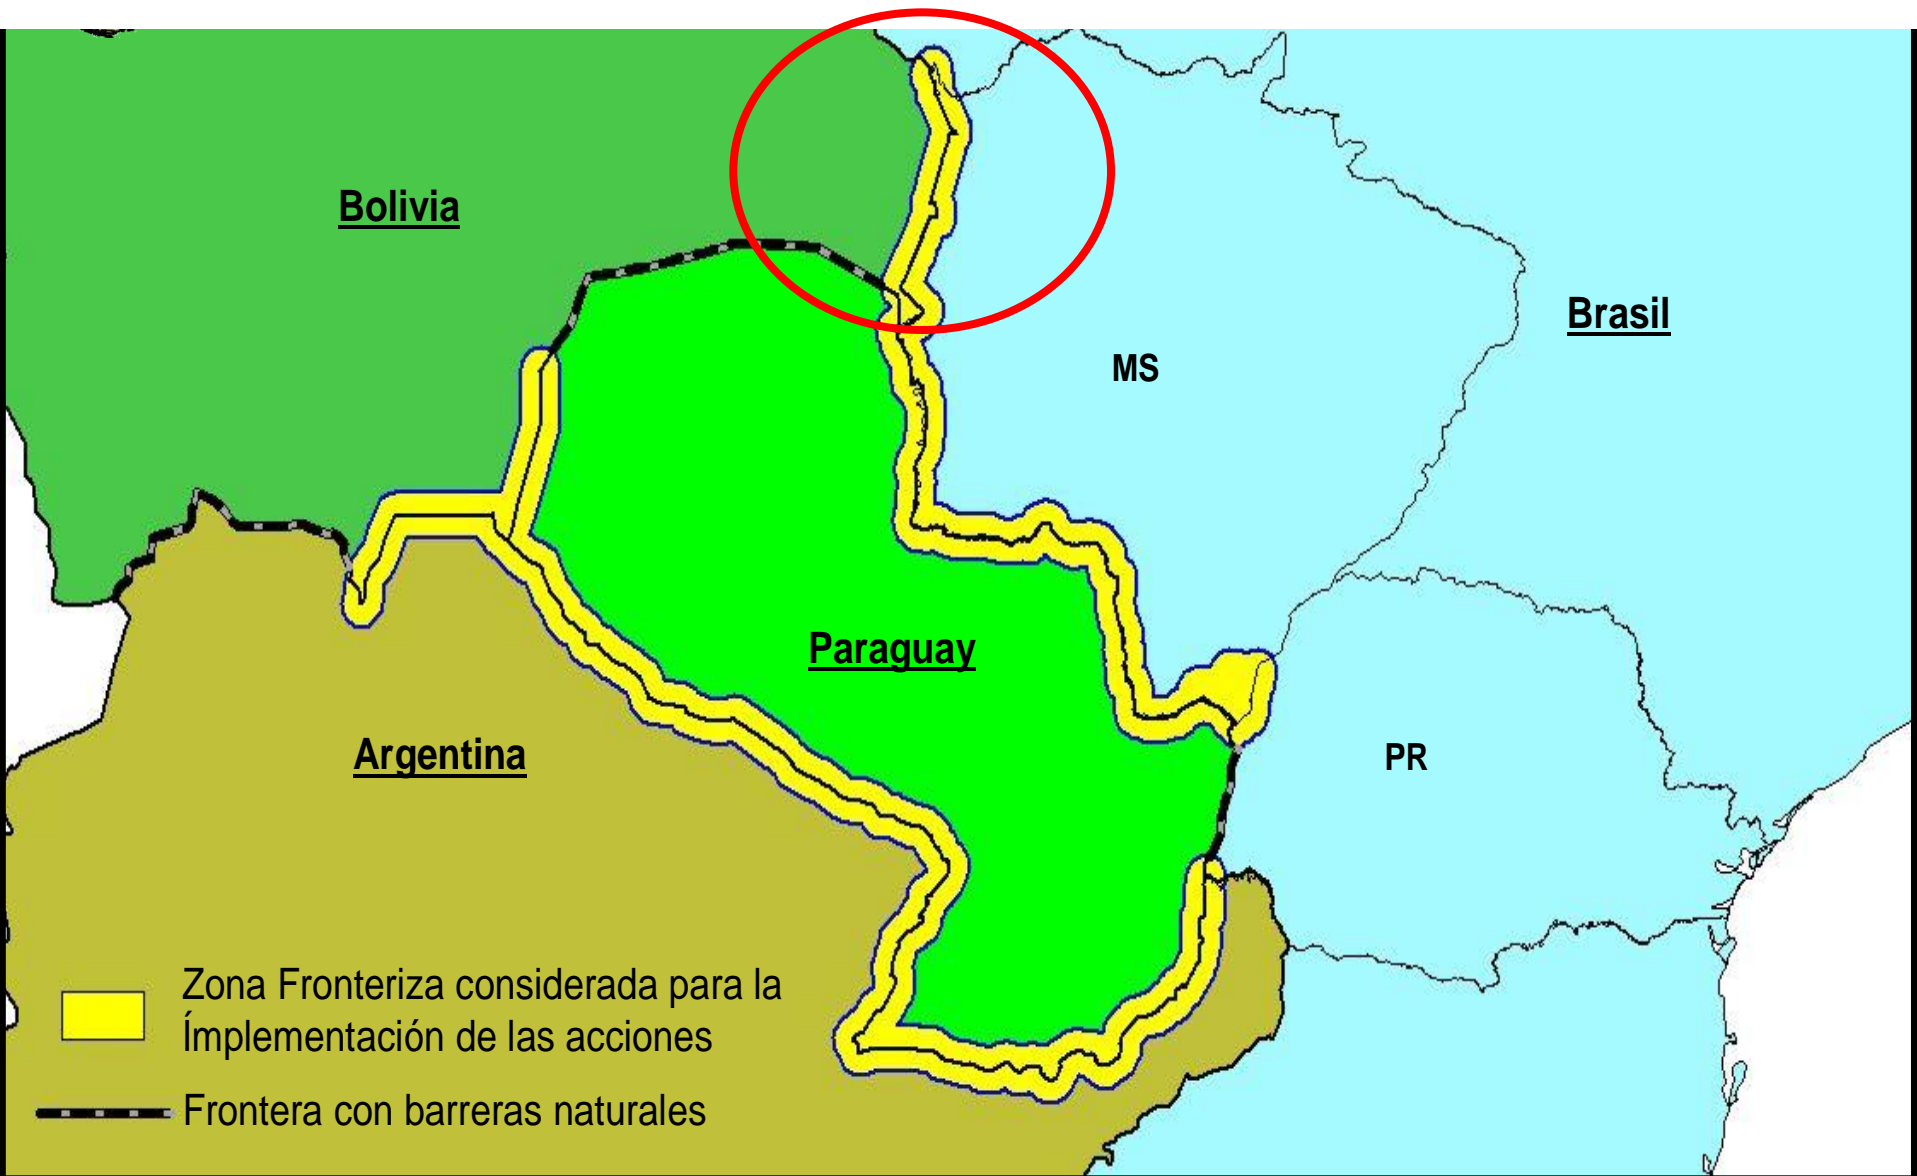 Bolivia
Brasil
MS
Paraguay
Argentina
PR
Zona Fronteriza considerada para la
Ímplementación de las acciones
Frontera con barreras naturales